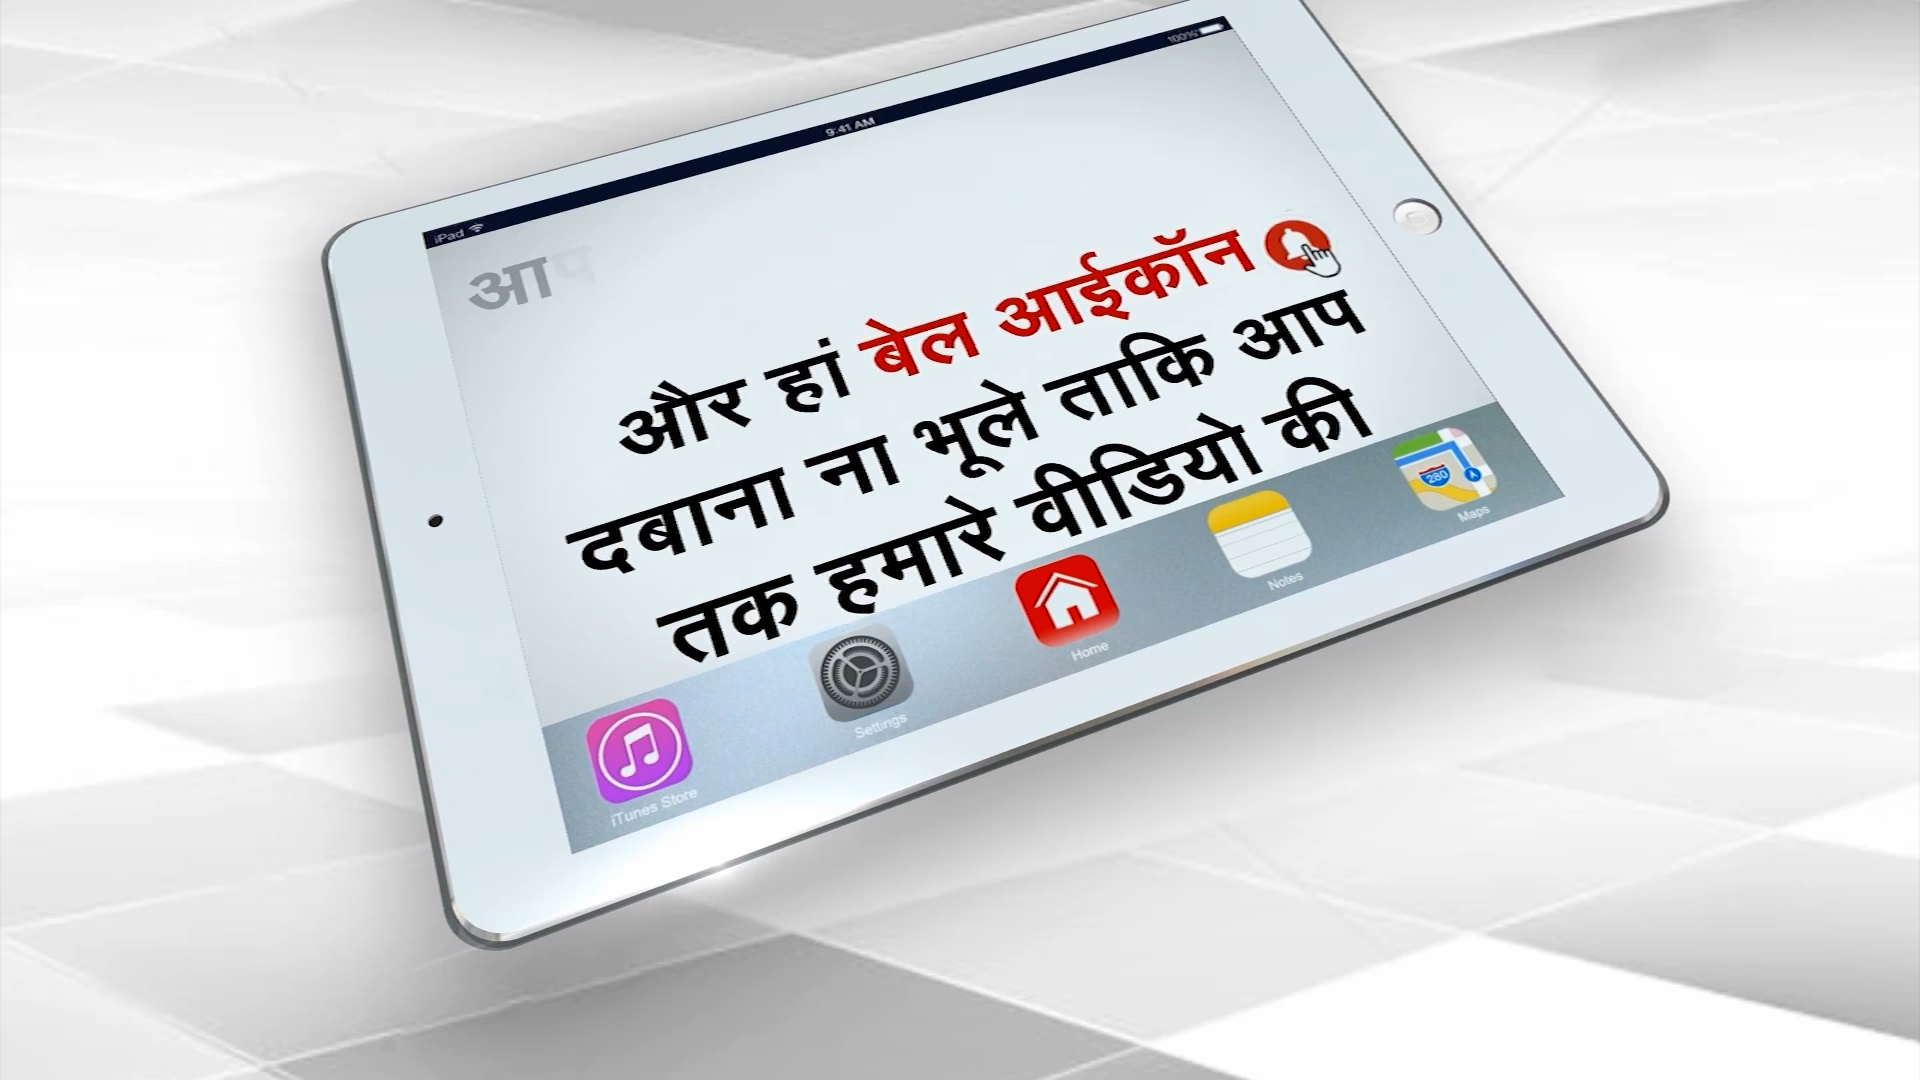 iPad
9:41 AM
100%
आप
और हां बेल आईकॉन
दबाना ना भूले ताकि आप
तक हमारे वीडियो की
iTunes Store
Settings
Home
Notes
280
Maps